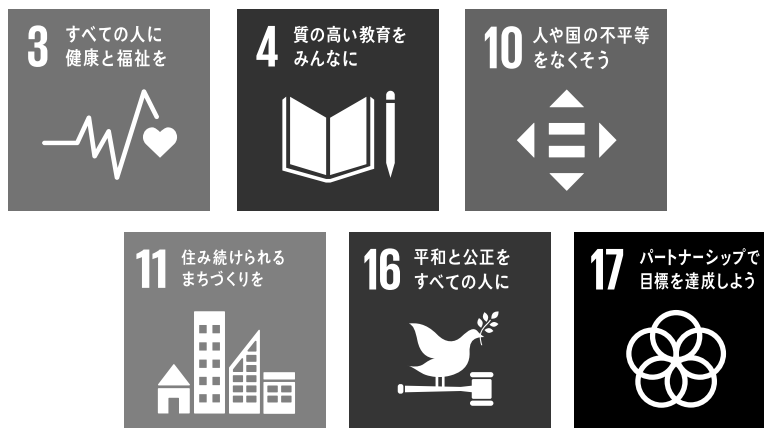 3 すべての人に
健康と福祉を
4 質の高い教育を
みんなに
10 人や国の不平等
をなくそう
11 住み続けられる
まちづくりを
16 平和と公正を
すべての人に
17 パートナーシップで
目標を達成しよう